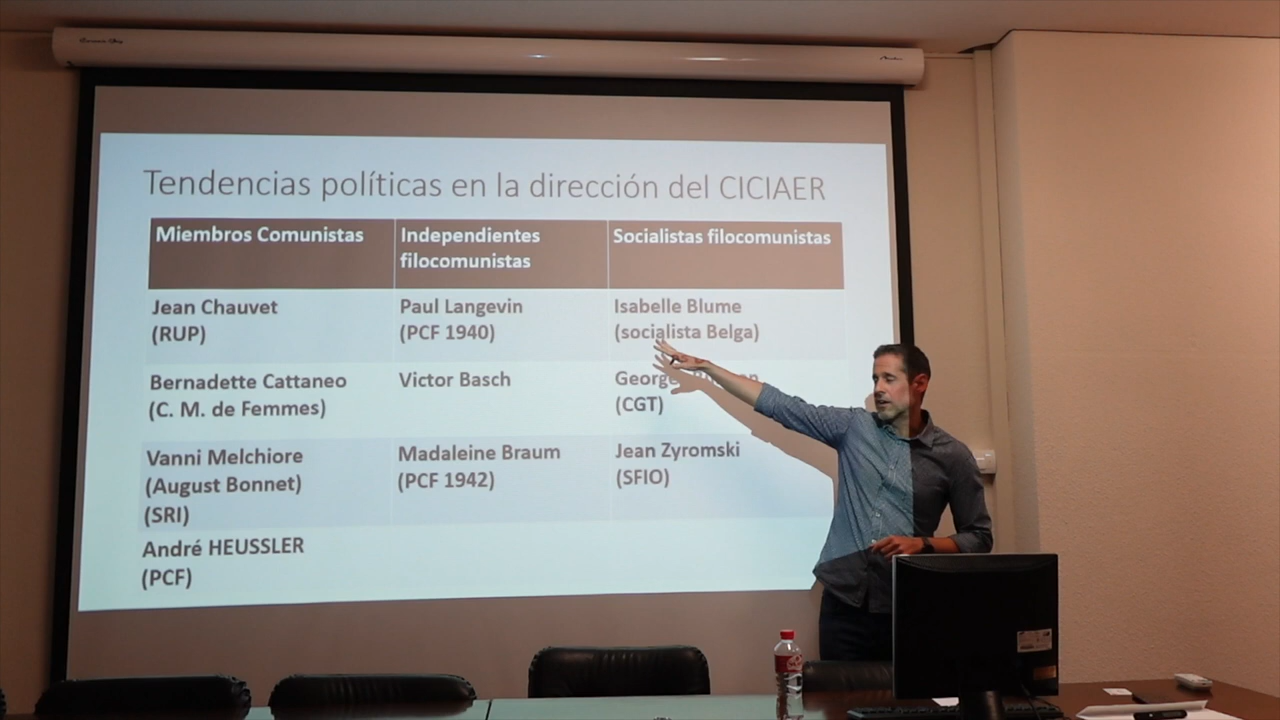 Tendencias políticas en la dirección del CICIAER
Miembros Comunistas
Independientes
filocomunistas
Socialistas filocomunistas
Jean Chauvet
(RUP)
Paul Langevin
(PCF 1940)
Isabelle Blume
(socialista Belga)
Bernadette Cattaneo
(C. M. de Femmes)
Victor Basch
(CGT)
Vanni Melchiore
(August Bonnet)
(SRI)
Madaleine Braum
(PCF 1942)
Jean Zyromski
(SFIO)
André HEUSSLER
(PCF)